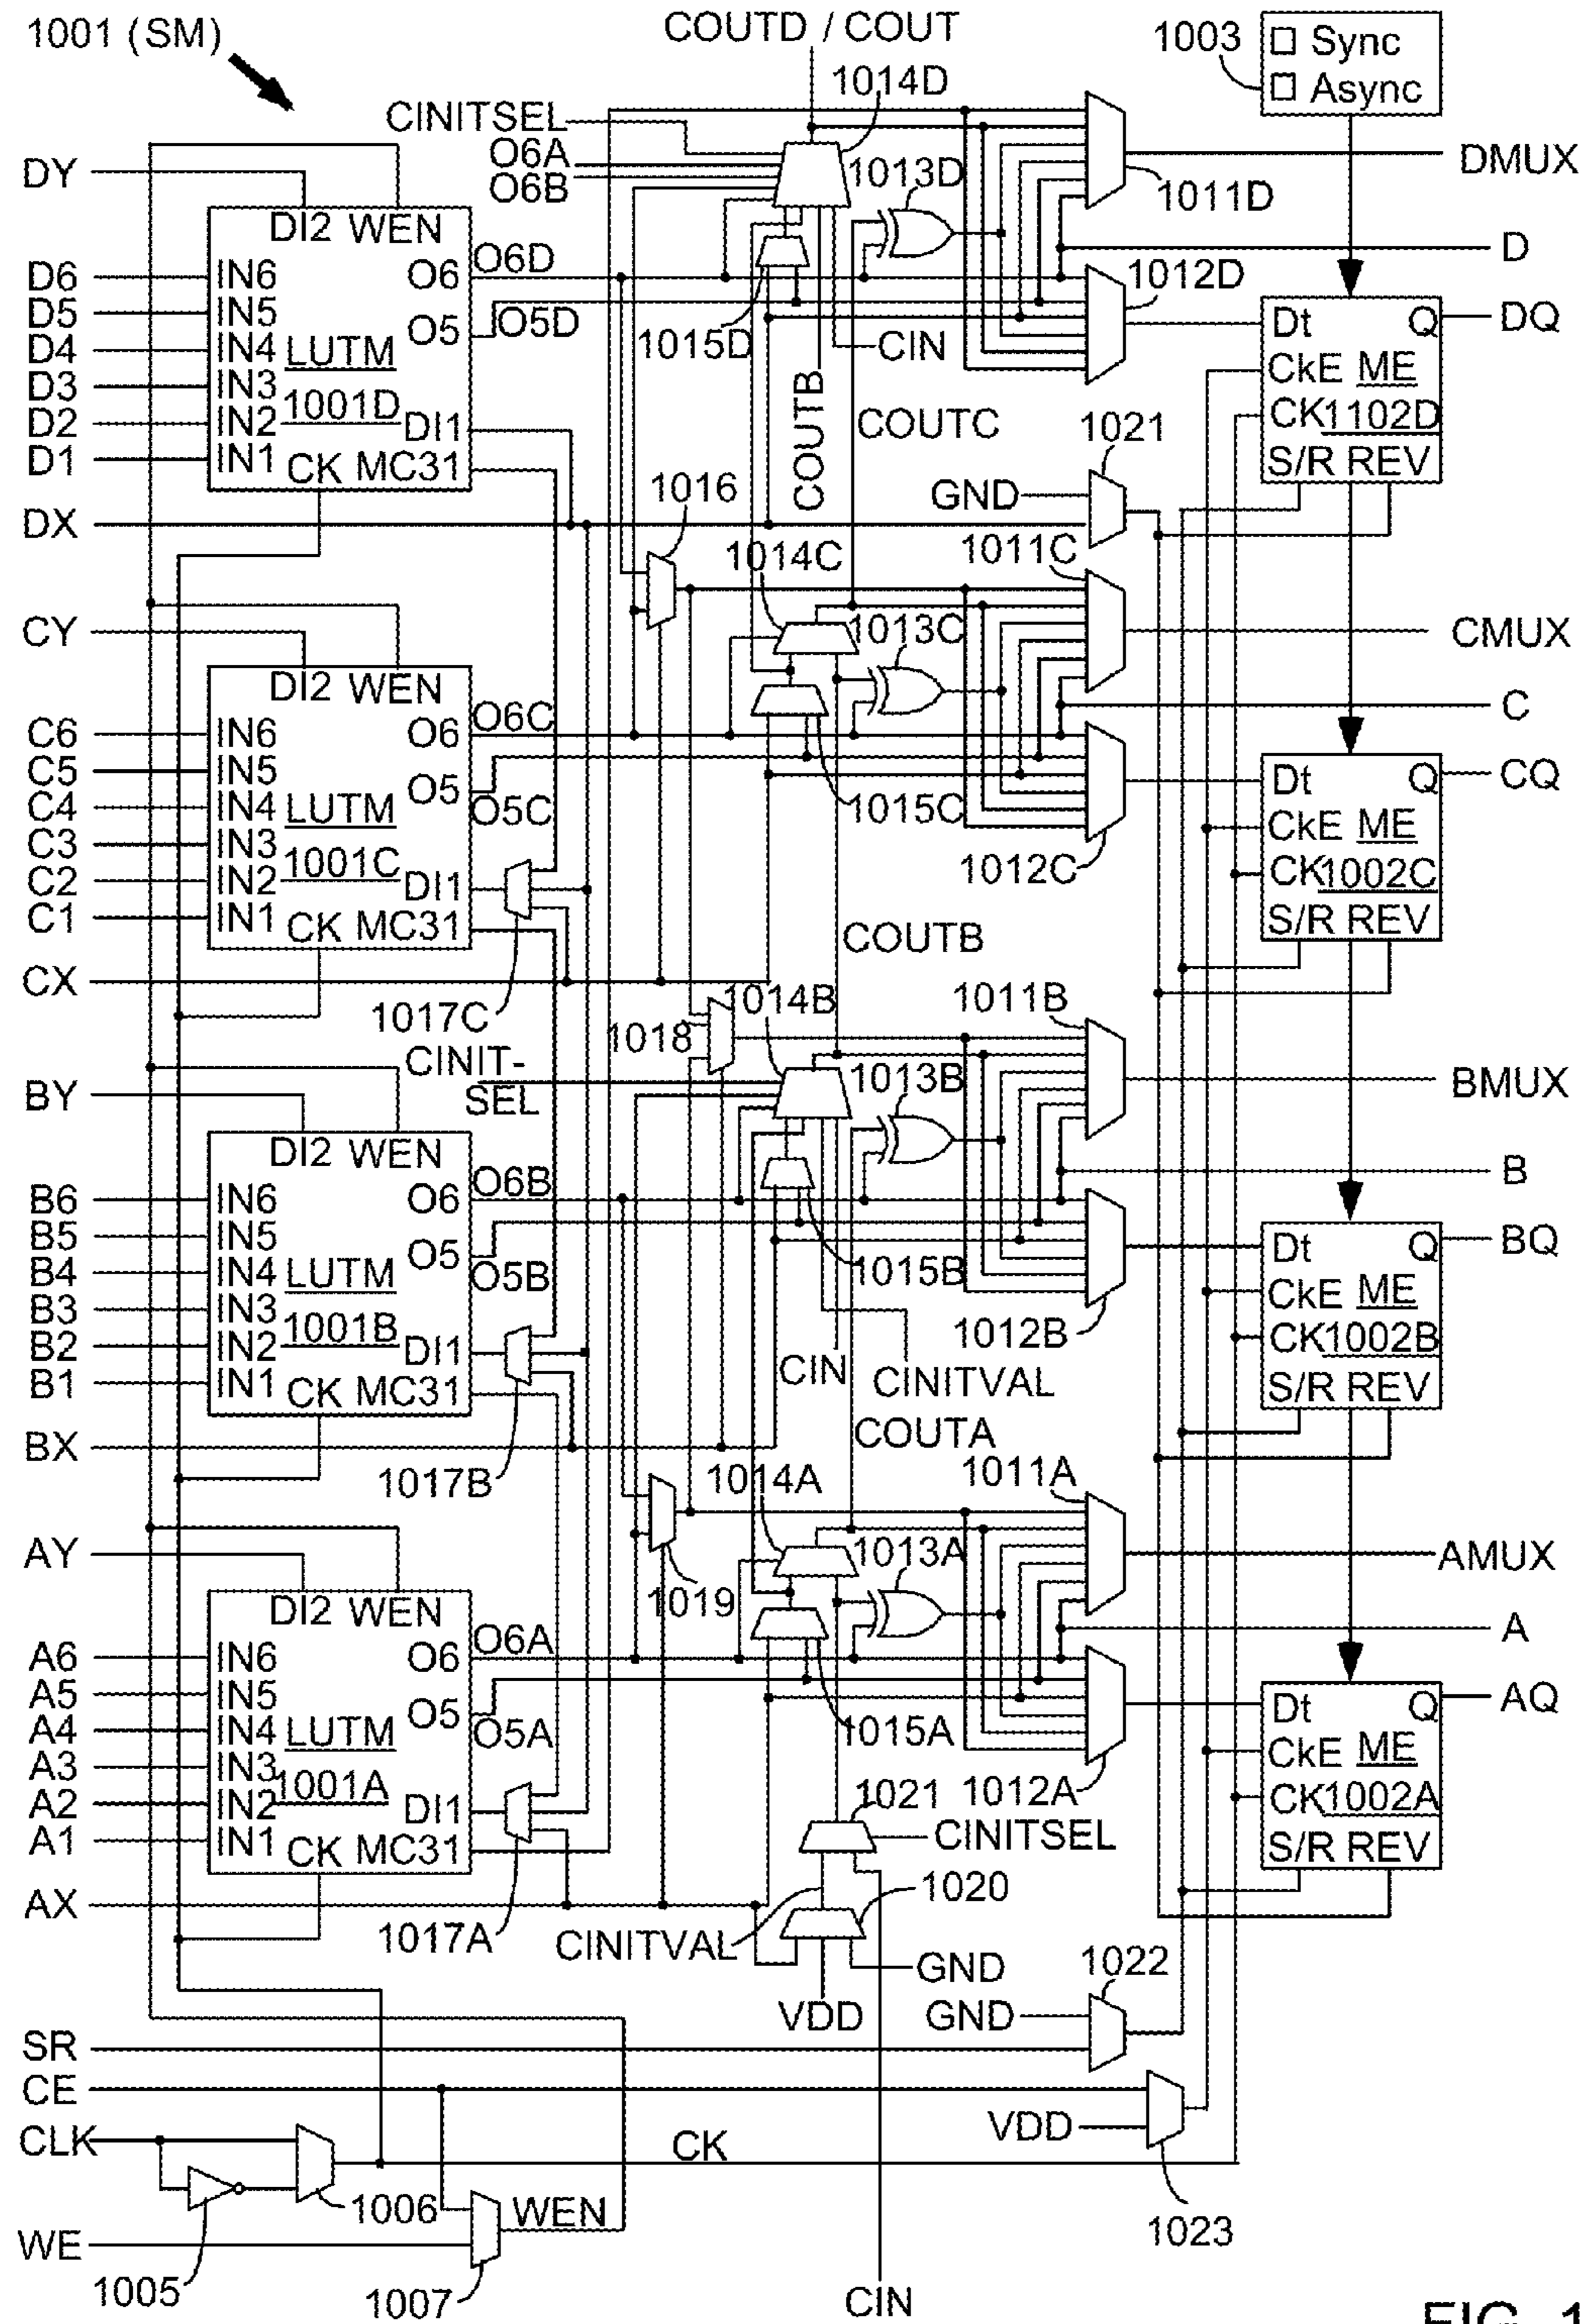 1001 (SM)
COUTD / COUT
1003
Sync
Async
1014D
CINITSEL
O6A
O6B
1013D
DMUX
1011D
DY
DI2 WEN
D6
D5
D4
D3
D2
D1
IN6
IN5
IN4
IN3
IN2
IN1
LUTM
1001D
O6
O5
DI1
CK MC31
O6D
O5D
1015D
CIN
COUTB
COUTC
1012D
D
Dt
Q
CkE ME
CK 1102D
S/R REV
DQ
DX
1016
GND
1021
1014C
1011C
1013C
CMUX
CY
DI2 WEN
C6
C5
C4
C3
C2
C1
IN6
IN5
IN4
IN3
IN2
IN1
LUTM
1001C
O6
O5
DI1
CK MC31
O6C
O5C
1015C
1012C
C
Dt
Q
CkE ME
CK 1002C
S/R REV
CQ
CX
1017C
COUTB
1018
1014B
1011B
CINIT-
SEL
1013B
BMUX
BY
DI2 WEN
B6
B5
B4
B3
B2
B1
IN6
IN5
IN4
IN3
IN2
IN1
LUTM
1001B
O6
O5
DI1
CK MC31
O6B
O5B
1015B
1012B
CIN
CINITVAL
B
Dt
Q
CkE ME
CK 1002B
S/R REV
BQ
BX
1017B
COUTA
1014A
1011A
1013A
1019
AMUX
AY
DI2 WEN
A6
A5
A4
A3
A2
A1
IN6
IN5
IN4
IN3
IN2
IN1
LUTM
1001A
O6
O5
DI1
CK MC31
O6A
O5A
1015A
1012A
A
Dt
Q
CkE ME
CK 1002A
S/R REV
AQ
1021
CINITSEL
AX
1017A
CINITVAL
1020
GND
VDD
1022
GND
SR
CE
VDD
CLK
CK
1006
WEN
WE
1005
1007
1023
CIN